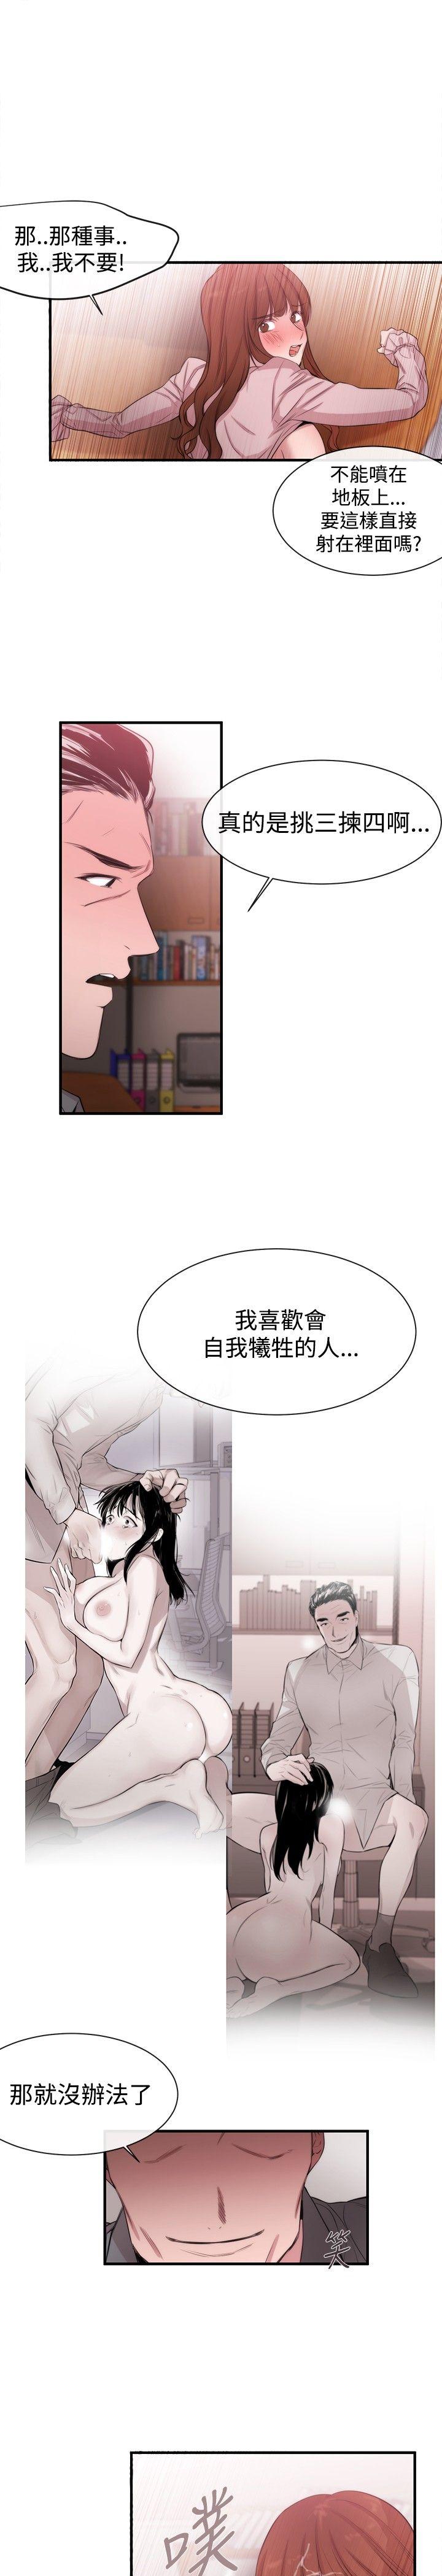 那..那種事..
我..我不要!
不能噴在
地板上...
要這樣直接
射在裡面嗎?
真的是挑三揀四啊...
我喜歡會
自我犧牲的人...
那就沒辦法了
笑
噗